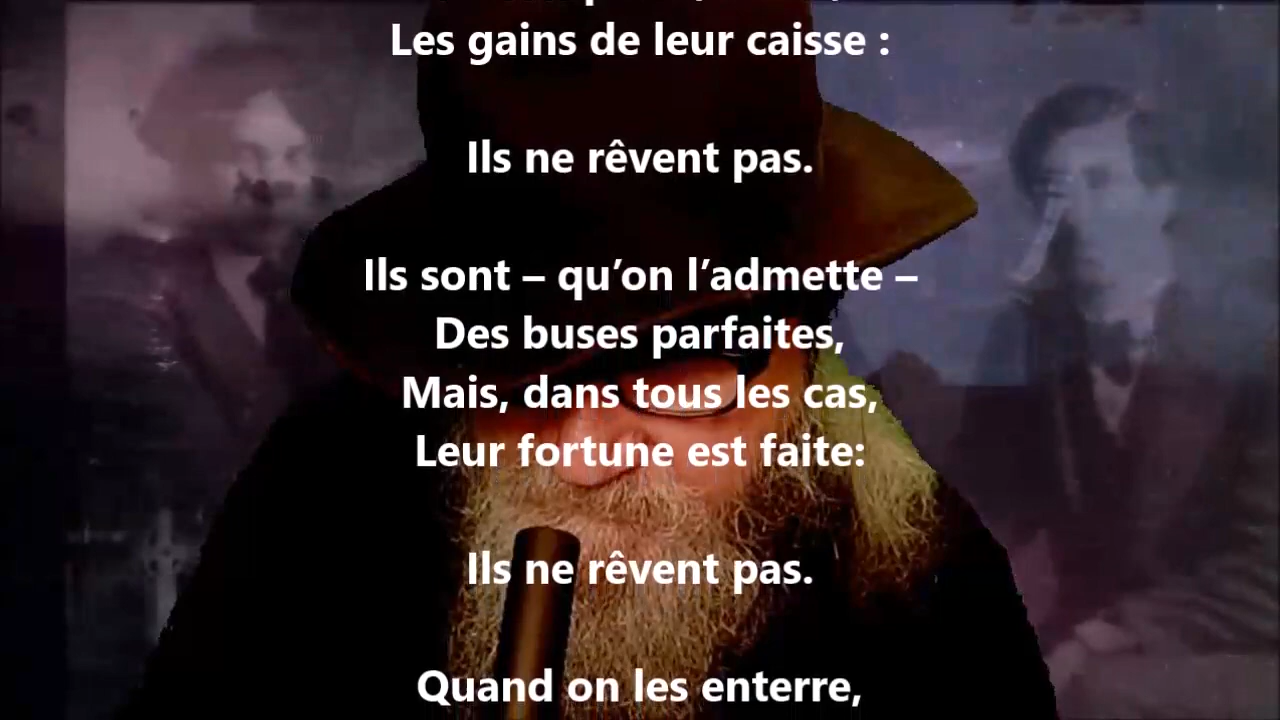 Les gains de leur caisse :
Ils ne rêvent pas.
Ils sont – qu’on l’admette –
Des buses parfaites,
Mais, dans tous les cas,
Leur fortune est faite:
Ils ne rêvent pas.
Quand on les enterre,